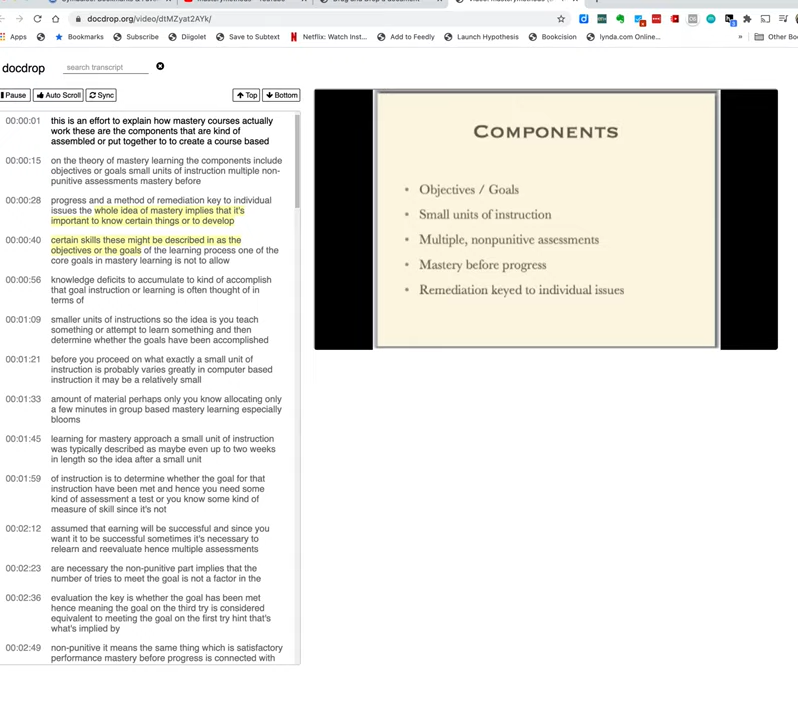 docdrop.org/video/dtMZyat2AYk/
Apps
Bookmarks
Subscribe
Diigolet
Save to Subtext
Netflix: Watch Inst...
Add to Feedly
Launch Hypothesis
Bookcision
lynda.com Onlin...
»
Other Bo
docdrop
search transcript
Pause
Auto Scroll
Sync
Top
Bottom
00:00:01
this is an effort to explain how mastery courses actually
work these are the components that are kind of
assembled or put together to to create a course based
00:00:15
on the theory of mastery learning the components include
objectives or goals small units of instruction multiple non-
punitive assessments mastery before
00:00:28
progress and a method of remediation key to individual
issues the whole idea of mastery implies that it's
important to know certain things or to develop
00:00:40
certain skills these might be described in as the
objectives or the goals of the learning process one of the
core goals in mastery learning is not to allow
00:00:56
knowledge deficits to accumulate to kind of accomplish
that goal instruction or learning is often thought of in
terms of
00:01:09
smaller units of instructions so the idea is you teach
something or attempt to learn something and then
determine whether the goals have been accomplished
00:01:21
before you proceed on what exactly a small unit of
instruction is probably varies greatly in computer based
instruction it may be a relatively small
00:01:33
amount of material perhaps only you know allocating only
a few minutes in group based mastery learning especially
blooms
00:01:45
learning for mastery approach a small unit of instruction
was typically described as maybe even up to two weeks
in length so the idea after a small unit
00:01:59
of instruction is to determine whether the goal for that
instruction have been met and hence you need some
kind of assessment a test or you know some kind of
measure of skill since it's not
00:02:12
assumed that earning will be successful and since you
want it to be successful sometimes it's necessary to
relearn and reevaluate hence multiple assessments
00:02:23
are necessary the non-punitive part implies that the
number of tries to meet the goal is not a factor in the
00:02:36
evaluation the key is whether the goal has been met
hence meaning the goal on the third try is considered
equivalent to meeting the goal on the first try hint that's
what's implied by
00:02:49
non-punitive it means the same thing which is satisfactory
performance mastery before progress is connected with
Components
• Objectives / Goals
• Small units of instruction
• Multiple, nonpunitive assessments
• Mastery before progress
• Remediation keyed to individual issues